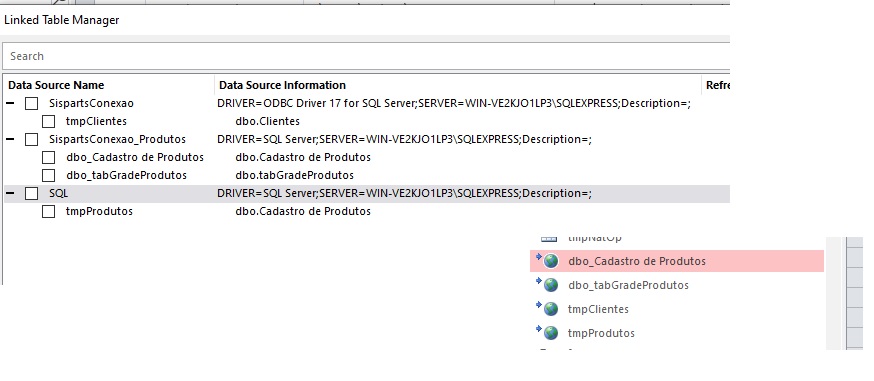 Linked Table Manager
Search
Data Source Name Data Source Information Refre
SispartsConexao DRIVER=ODBC Driver 17 for SQL Server;SERVER=WIN-VE2KJO1LP3\SQLEXPRESS;Description=;
tmpClientes dbo.Clientes
SispartsConexao_Produtos DRIVER=SQL Server;SERVER=WIN-VE2KJO1LP3\SQLEXPRESS;Description=;
dbo_Cadastro de Produtos dbo.Cadastro de Produtos
dbo_tabGradeProdutos dbo.tabGradeProdutos
SQL DRIVER=SQL Server;SERVER=WIN-VE2KJO1LP3\SQLEXPRESS;Description=;
tmpProdutos dbo.Cadastro de Produtos
tmpNatOp
dbo_Cadastro de Produtos
dbo_tabGradeProdutos
tmpClientes
tmpProdutos